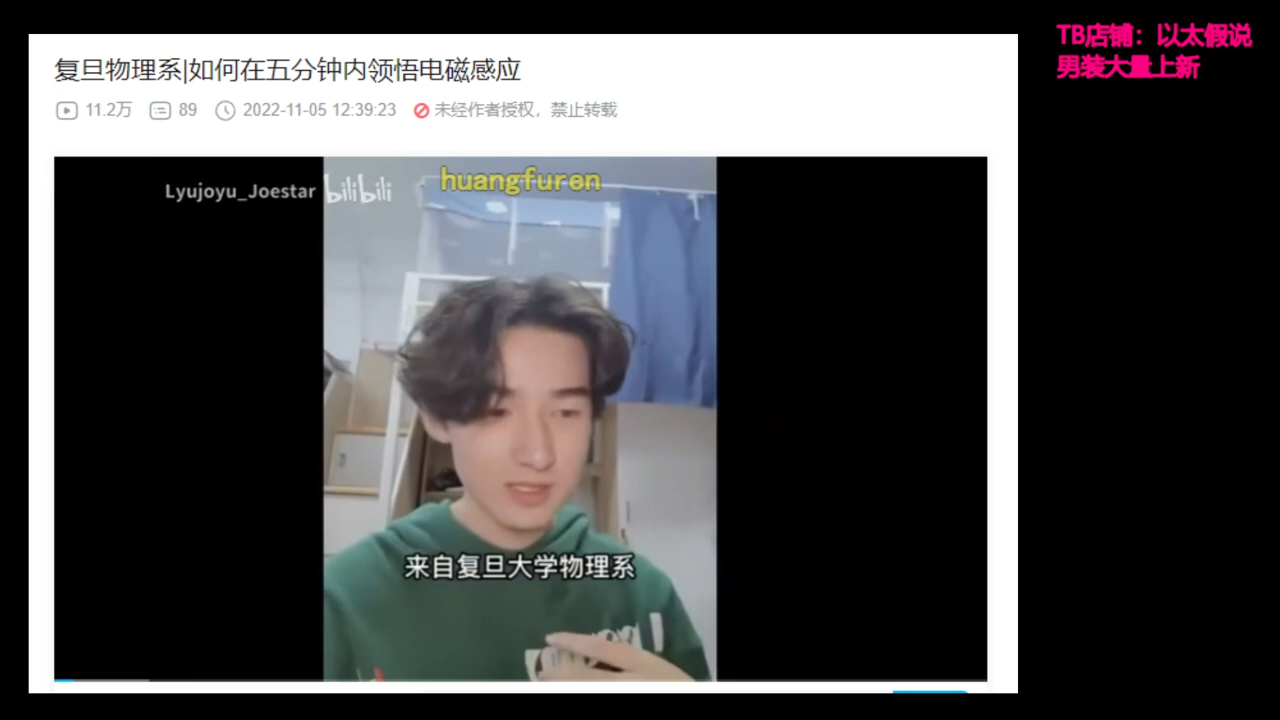 TB店铺：以太假说
男装大量上新
复旦物理系|如何在五分钟内领悟电磁感应
11.2万 89 2022-11-05 12:39:23 未经作者授权，禁止转载
Lyujoyu_Joestar bilibili
huangfuren
来自复旦大学物理系